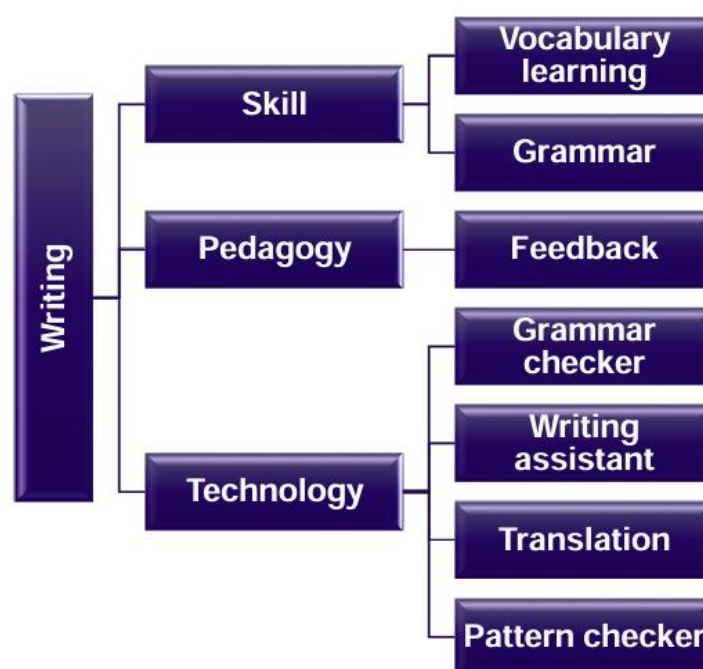 Writing
Skill
Vocabulary
learning
Grammar
Pedagogy
Feedback
Technology
Grammar
checker
Writing
assistant
Translation
Pattern checker